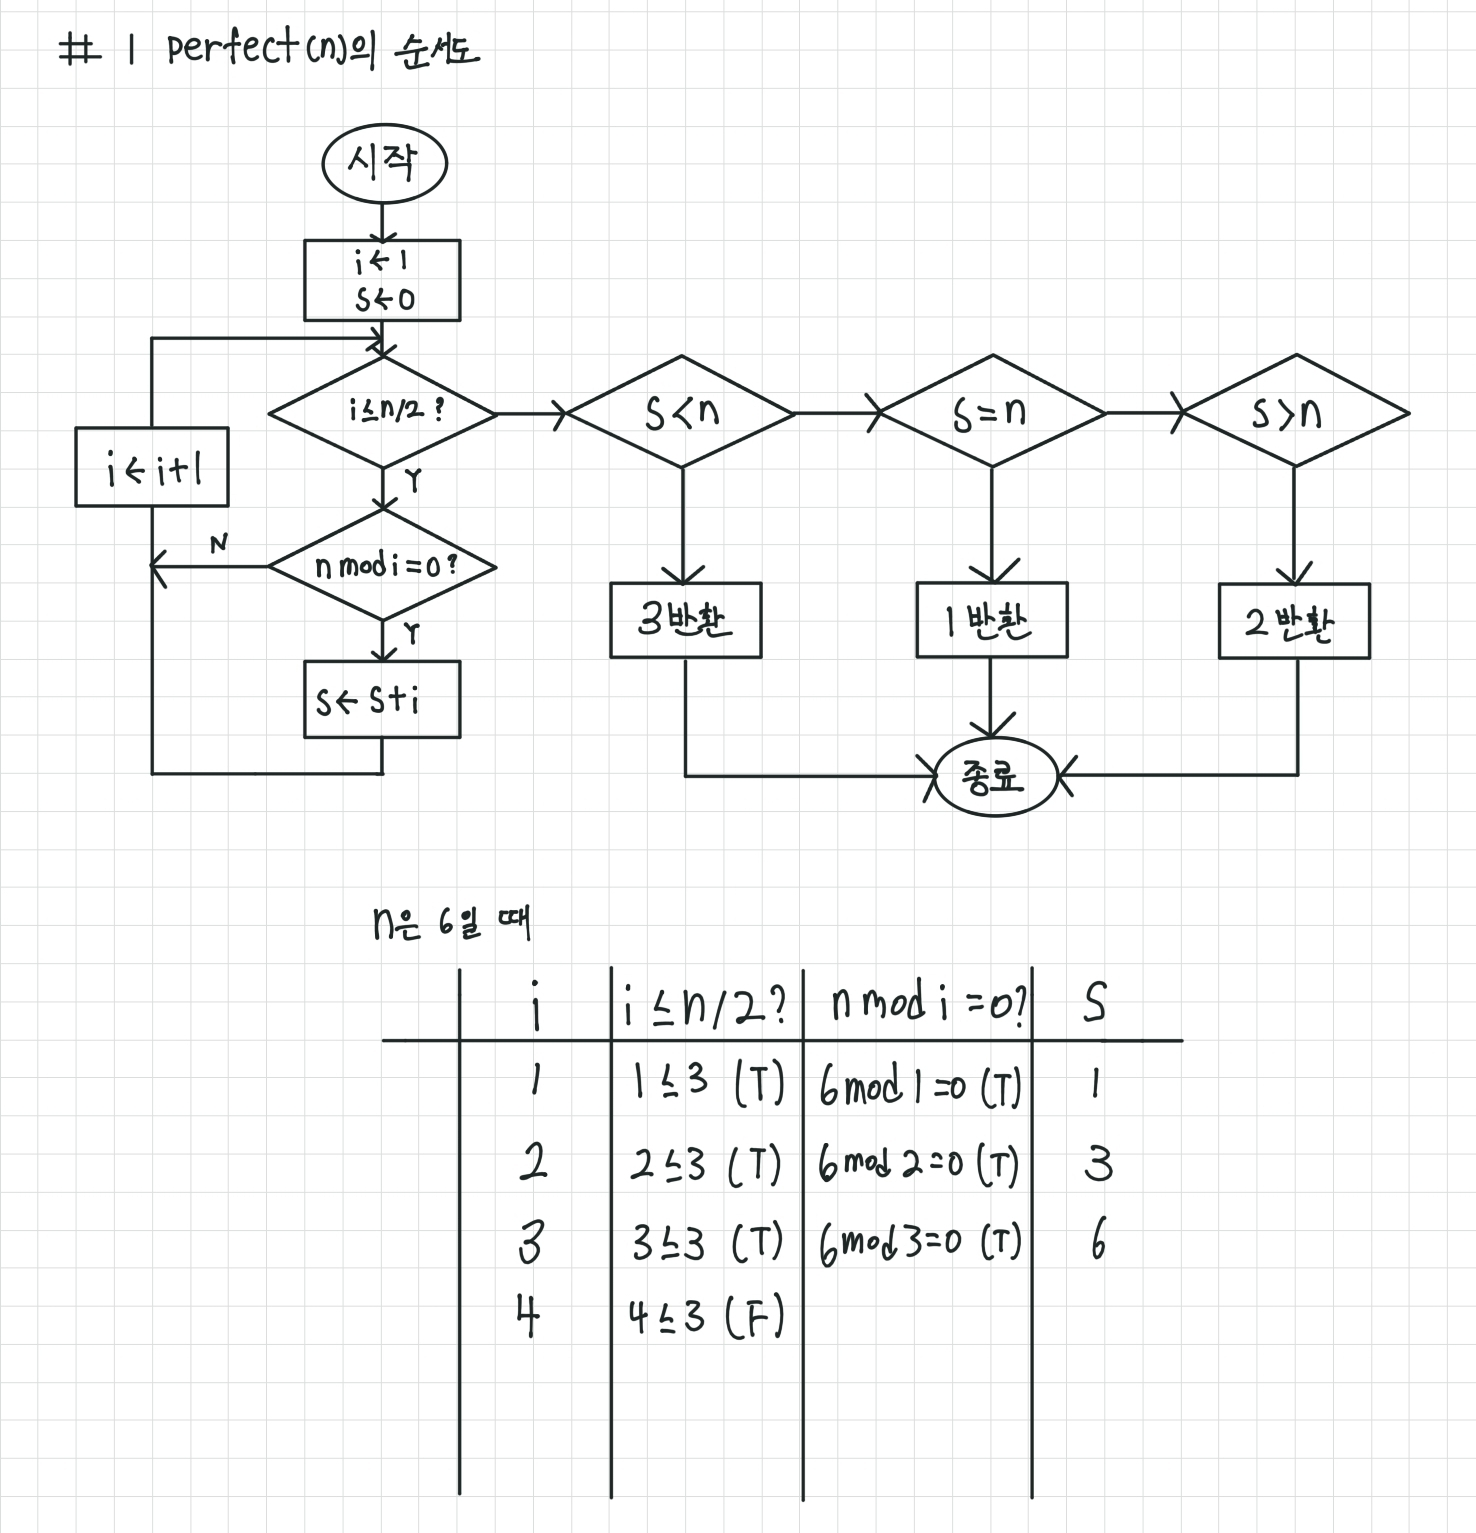 # 1 perfect(n)의 순서도
시작
i←1
s←0
i≤n/2 ?
s<n
s=n
s>n
i←i+1
Y
N
n mod i=0?
3 반환
1 반환
2 반환
Y
s←s+i
종료
n은 6일 때
i i≤n/2? n mod i=0? S
1 1≤3 (T) 6 mod 1=0 (T) 1
2 2≤3 (T) 6 mod 2=0 (T) 3
3 3≤3 (T) 6 mod 3=0 (T) 6
4 4≤3 (F)